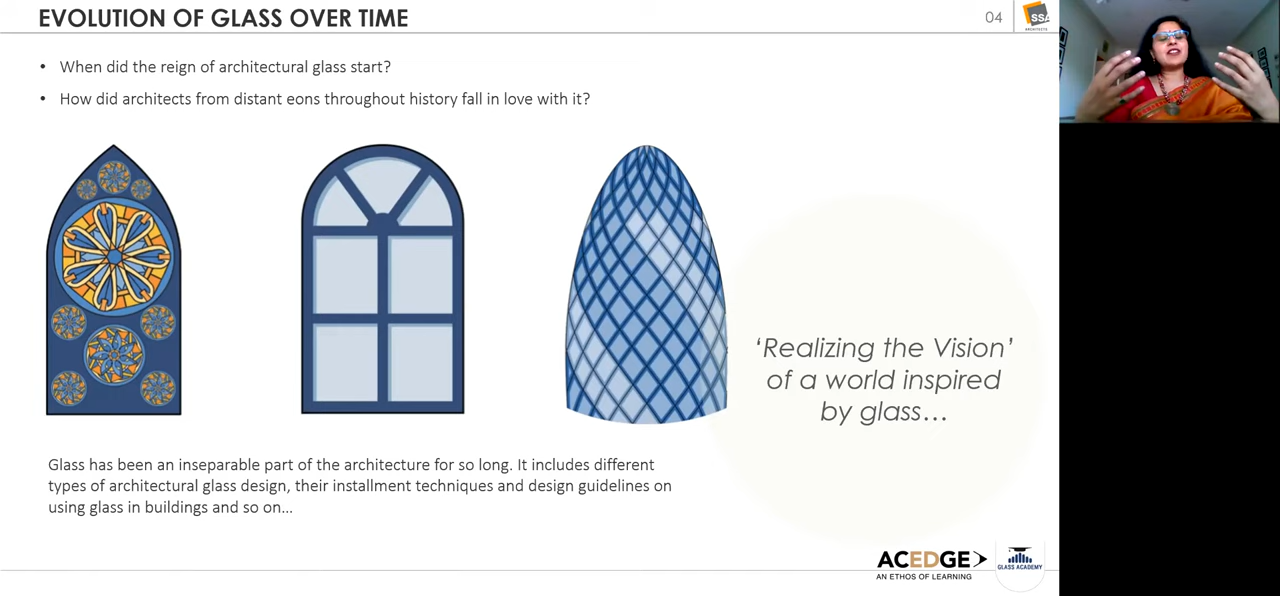 EVOLUTION OF GLASS OVER TIME
04
SSA
ARCHITECTS
• When did the reign of architectural glass start?
• How did architects from distant eons throughout history fall in love with it?
‘Realizing the Vision’
of a world inspired
by glass…
Glass has been an inseparable part of the architecture for so long. It includes different
types of architectural glass design, their installment techniques and design guidelines on
using glass in buildings and so on...
ACEDGE
AN ETHOS OF LEARNING
GLASS ACADEMY